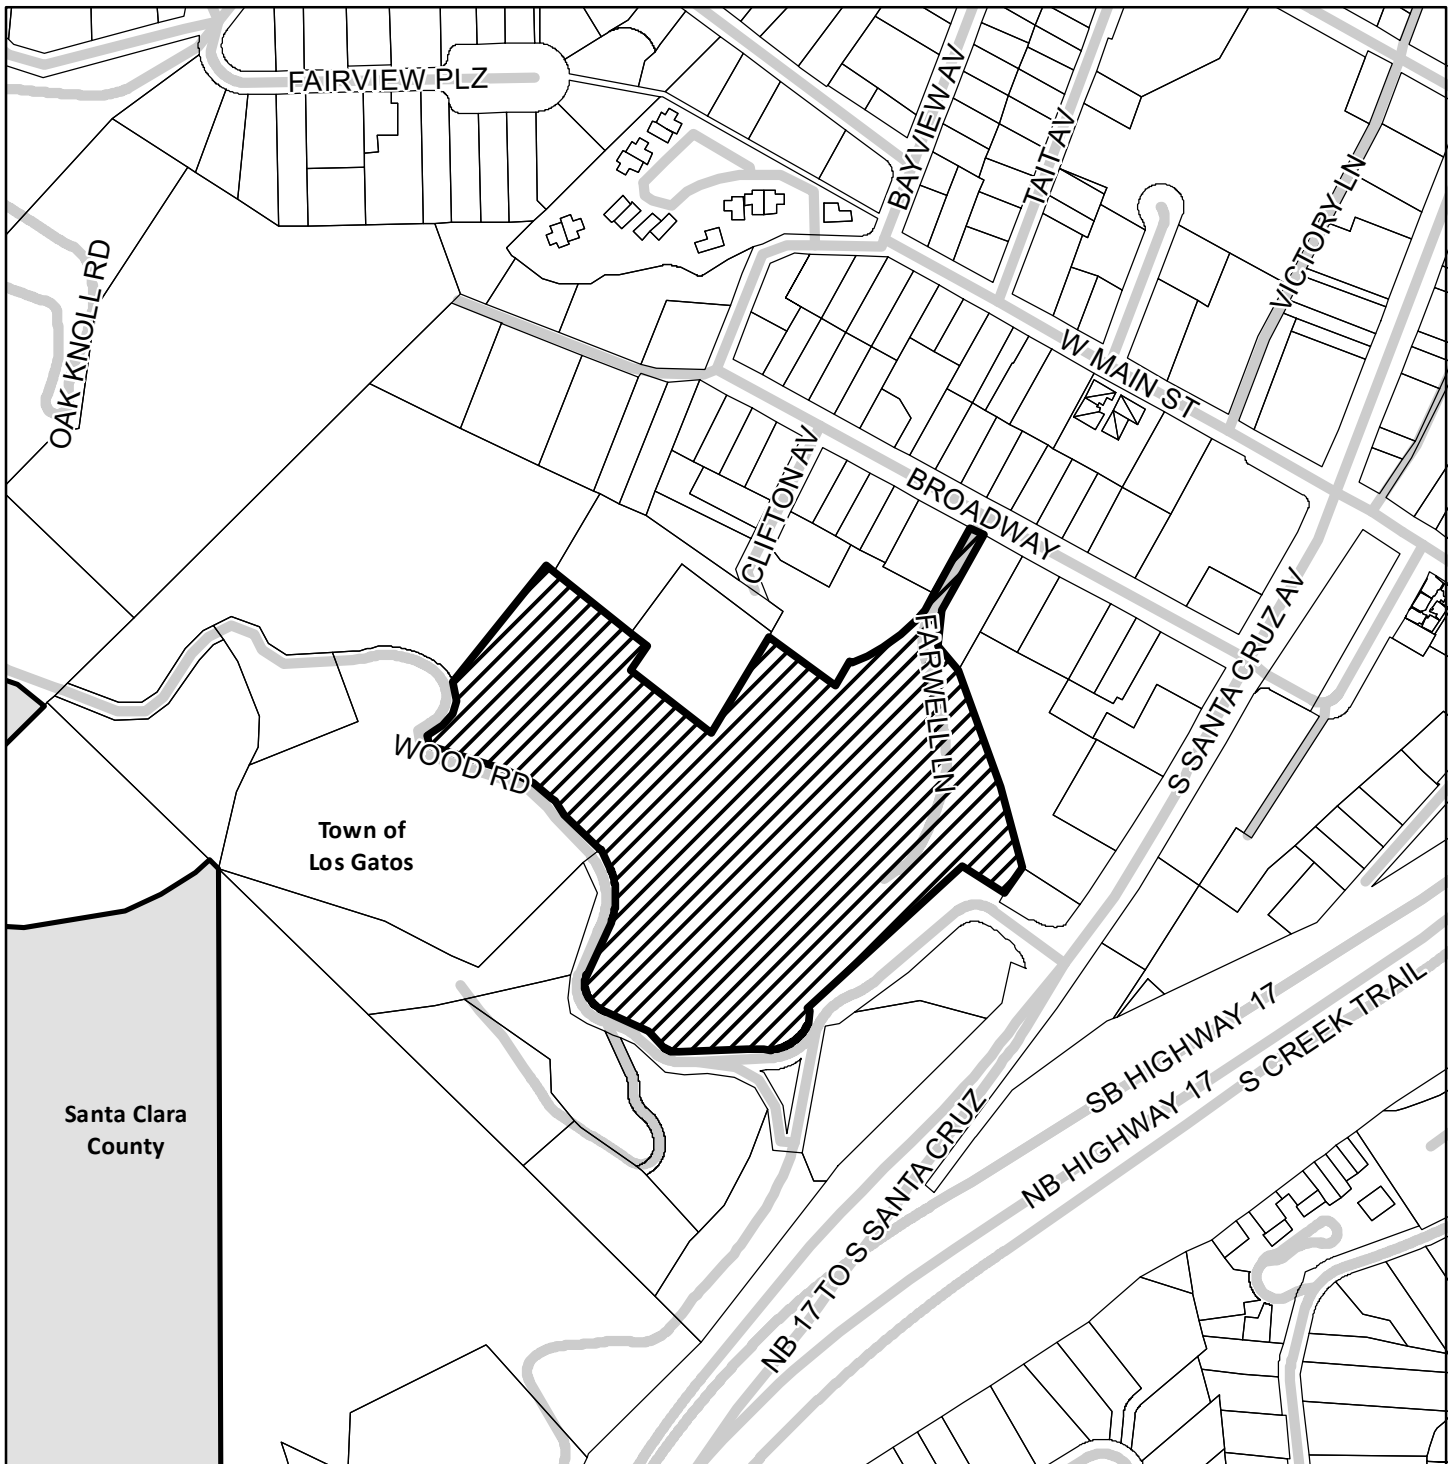 FAIRVIEW PLZ
BAYVIEW AV
TAIT AV
VICTORY LN
OAK KNOLL RD
W MAIN ST
CLIFTON AV
BROADWAY
FARWELL LN
S SANTA CRUZ AV
WOOD RD
Town of
Los Gatos
SB HIGHWAY 17
S CREEK TRAIL
NB HIGHWAY 17
Santa Clara
County
NB 17 TO S SANTA CRUZ